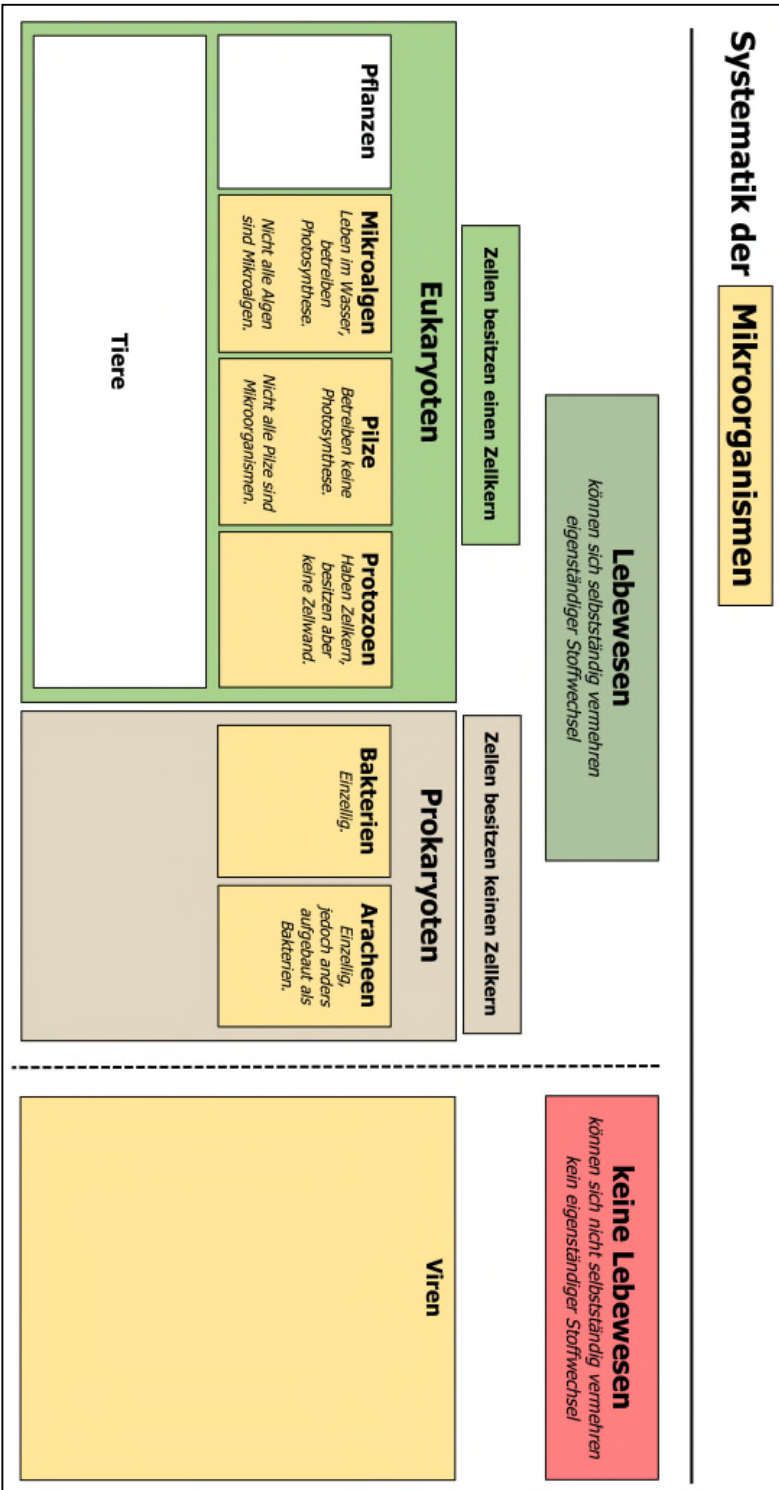 Systematik der Mikroorganismen
Lebewesen
können sich selbstständig vermehren
eigenständiger Stoffwechsel
keine Lebewesen
können sich nicht selbstständig vermehren
kein eigenständiger Stoffwechsel
Zellen besitzen einen Zellkern
Zellen besitzen keinen Zellkern
Eukaryoten
Pflanzen
Mikroalgen
Leben im Wasser,
betreiben
Photosynthese.
Nicht alle Algen
sind Mikroalgen.
Pilze
Betreiben keine
Photosynthese.
Nicht alle Pilze sind
Mikroorganismen.
Protozoen
Haben Zellkern,
besitzen aber
keine Zellwand.
Tiere
Prokaryoten
Bakterien
Einzellig.
Aracheen
Einzellig,
jedoch anders
aufgebaut als
Bakterien.
Viren